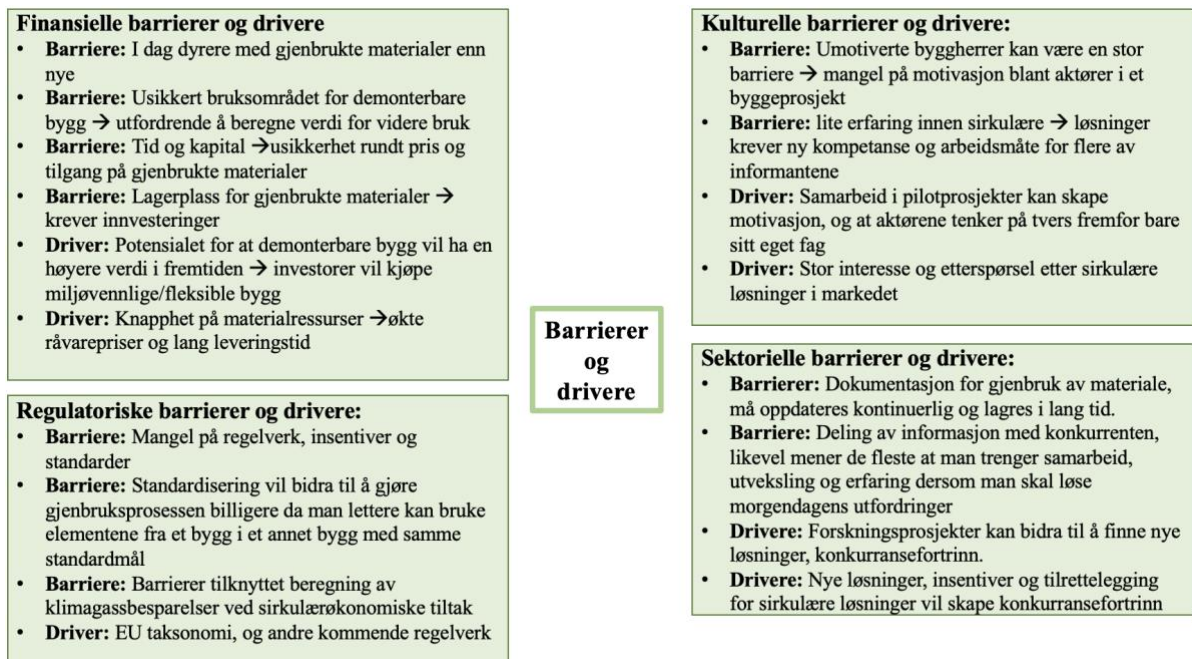 Finansielle barrierer og drivere
• Barriere: I dag dyrere med gjenbrukte materialer enn
nye
• Barriere: Usikkert bruksområdet for demonterbare
bygg → utfordrende å beregne verdi for videre bruk
• Barriere: Tid og kapital →usikkerhet rundt pris og
tilgang på gjenbrukte materialer
• Barriere: Lagerplass for gjenbrukte materialer →
krever innvesteringer
• Driver: Potensialet for at demonterbare bygg vil ha en
høyere verdi i fremtiden → investorer vil kjøpe
miljøvennlige/fleksible bygg
• Driver: Knapphet på materialressurser →økte
råvarepriser og lang leveringstid
Regulatoriske barrierer og drivere:
• Barriere: Mangel på regelverk, insentiver og
standarder
• Barriere: Standardisering vil bidra til å gjøre
gjenbruksprosessen billigere da man lettere kan bruke
elementene fra et bygg i et annet bygg med samme
standardmål
• Barriere: Barrierer tilknyttet beregning av
klimagassbesparelser ved sirkulærøkonomiske tiltak
• Driver: EU taksonomi, og andre kommende regelverk
Barrierer
og
drivere
Kulturelle barrierer og drivere:
• Barriere: Umotiverte byggherrer kan være en stor
barriere → mangel på motivasjon blant aktører i et
byggeprosjekt
• Barriere: lite erfaring innen sirkulære → løsninger
krever ny kompetanse og arbeidsmåte for flere av
informantene
• Driver: Samarbeid i pilotprosjekter kan skape
motivasjon, og at aktørene tenker på tvers fremfor bare
sitt eget fag
• Driver: Stor interesse og etterspørsel etter sirkulære
løsninger i markedet
Sektorielle barrierer og drivere:
• Barrierer: Dokumentasjon for gjenbruk av materiale,
må oppdateres kontinuerlig og lagres i lang tid.
• Barriere: Deling av informasjon med konkurrenten,
likevel mener de fleste at man trenger samarbeid,
utveksling og erfaring dersom man skal løse
morgendagens utfordringer
• Drivere: Forskningsprosjekter kan bidra til å finne nye
løsninger, konkurransefortrinn.
• Drivere: Nye løsninger, insentiver og tilrettelegging
for sirkulære løsninger vil skape konkurransefortrinn